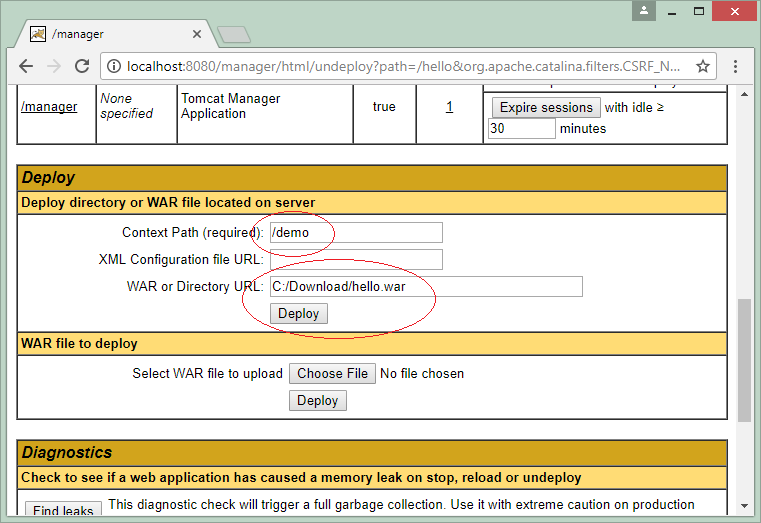 /manager
localhost:8080/manager/html/undeploy?path=/hello&org.apache.catalina.filters.CSRF_N...
/manager
None
specified
Tomcat Manager
Application
true
1
Expire sessions with idle ≥
30 minutes
Deploy
Deploy directory or WAR file located on server
Context Path (required): /demo
XML Configuration file URL:
WAR or Directory URL: C:/Download/hello.war
Deploy
WAR file to deploy
Select WAR file to upload Choose File No file chosen
Deploy
Diagnostics
Check to see if a web application has caused a memory leak on stop, reload or undeploy
Find leaks This diagnostic check will trigger a full garbage collection. Use it with extreme caution on production